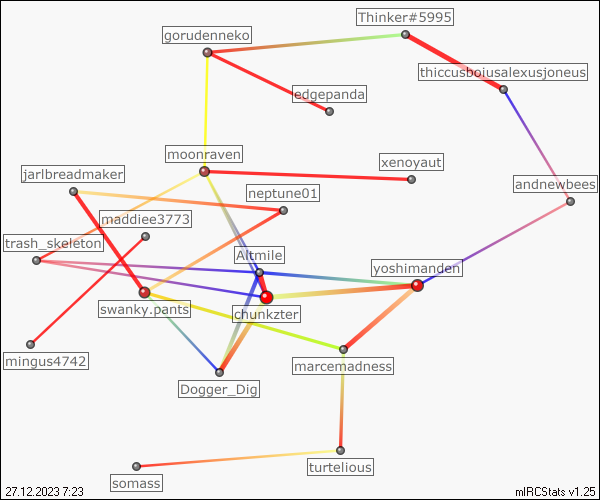 Thinker#5995
gorudenneko
thiccusbojusalexusjoneus
edgepanda
moonraven
xenoyaut
jarlbreadmaker
andnewbees
neptune01
maddiee3773
trash_skeleton
Altmile
yoshimanden
swanky.pants
chunkzter
mingus4742
marcemadness
Dogger_Dig
turtelious
somass
27.12.2023 7:23
mIRCStats v1.25